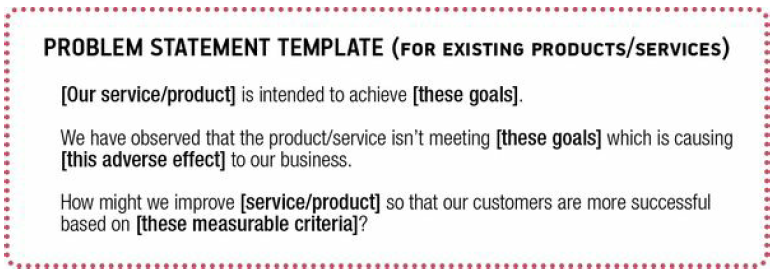 PROBLEM STATEMENT TEMPLATE (FOR EXISTING PRODUCTS/SERVICES)
[Our service/product] is intended to achieve [these goals].
We have observed that the product/service isn't meeting [these goals] which is causing
[this adverse effect] to our business.
How might we improve [service/product] so that our customers are more successful
based on [these measurable criteria]?